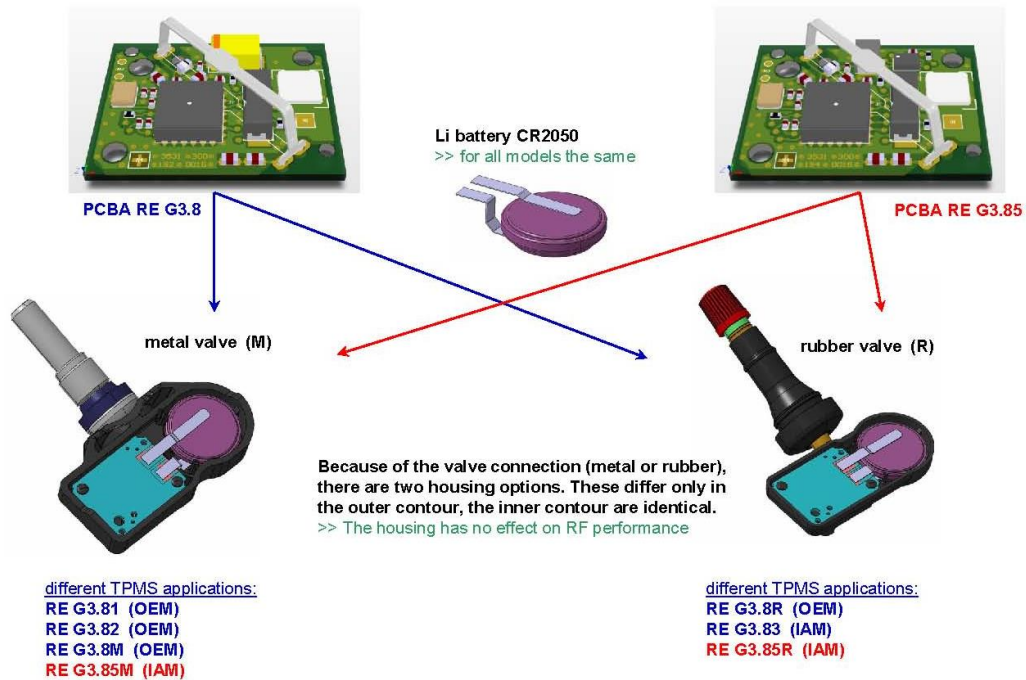 Li battery CR2050
>> for all models the same
PCBA RE G3.8
PCBA RE G3.85
metal valve (M)
rubber valve (R)
Because of the valve connection (metal or rubber),
there are two housing options. These differ only in
the outer contour, the inner contour are identical.
>> The housing has no effect on RF performance
different TPMS applications:
RE G3.81 (OEM)
RE G3.82 (OEM)
RE G3.8M (OEM)
RE G3.85M (IAM)
different TPMS applications:
RE G3.8R (OEM)
RE G3.83 (IAM)
RE G3.85R (IAM)